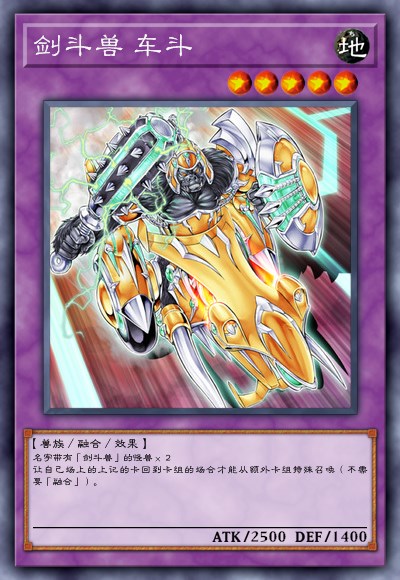 剑斗兽 车斗
地
【兽族／融合／效果】
名字带有「剑斗兽」的怪兽×2
让自己场上的上记的卡回到卡组的场合才能从额外卡组特殊召唤（不需
要「融合」）。
ATK/2500 DEF/1400